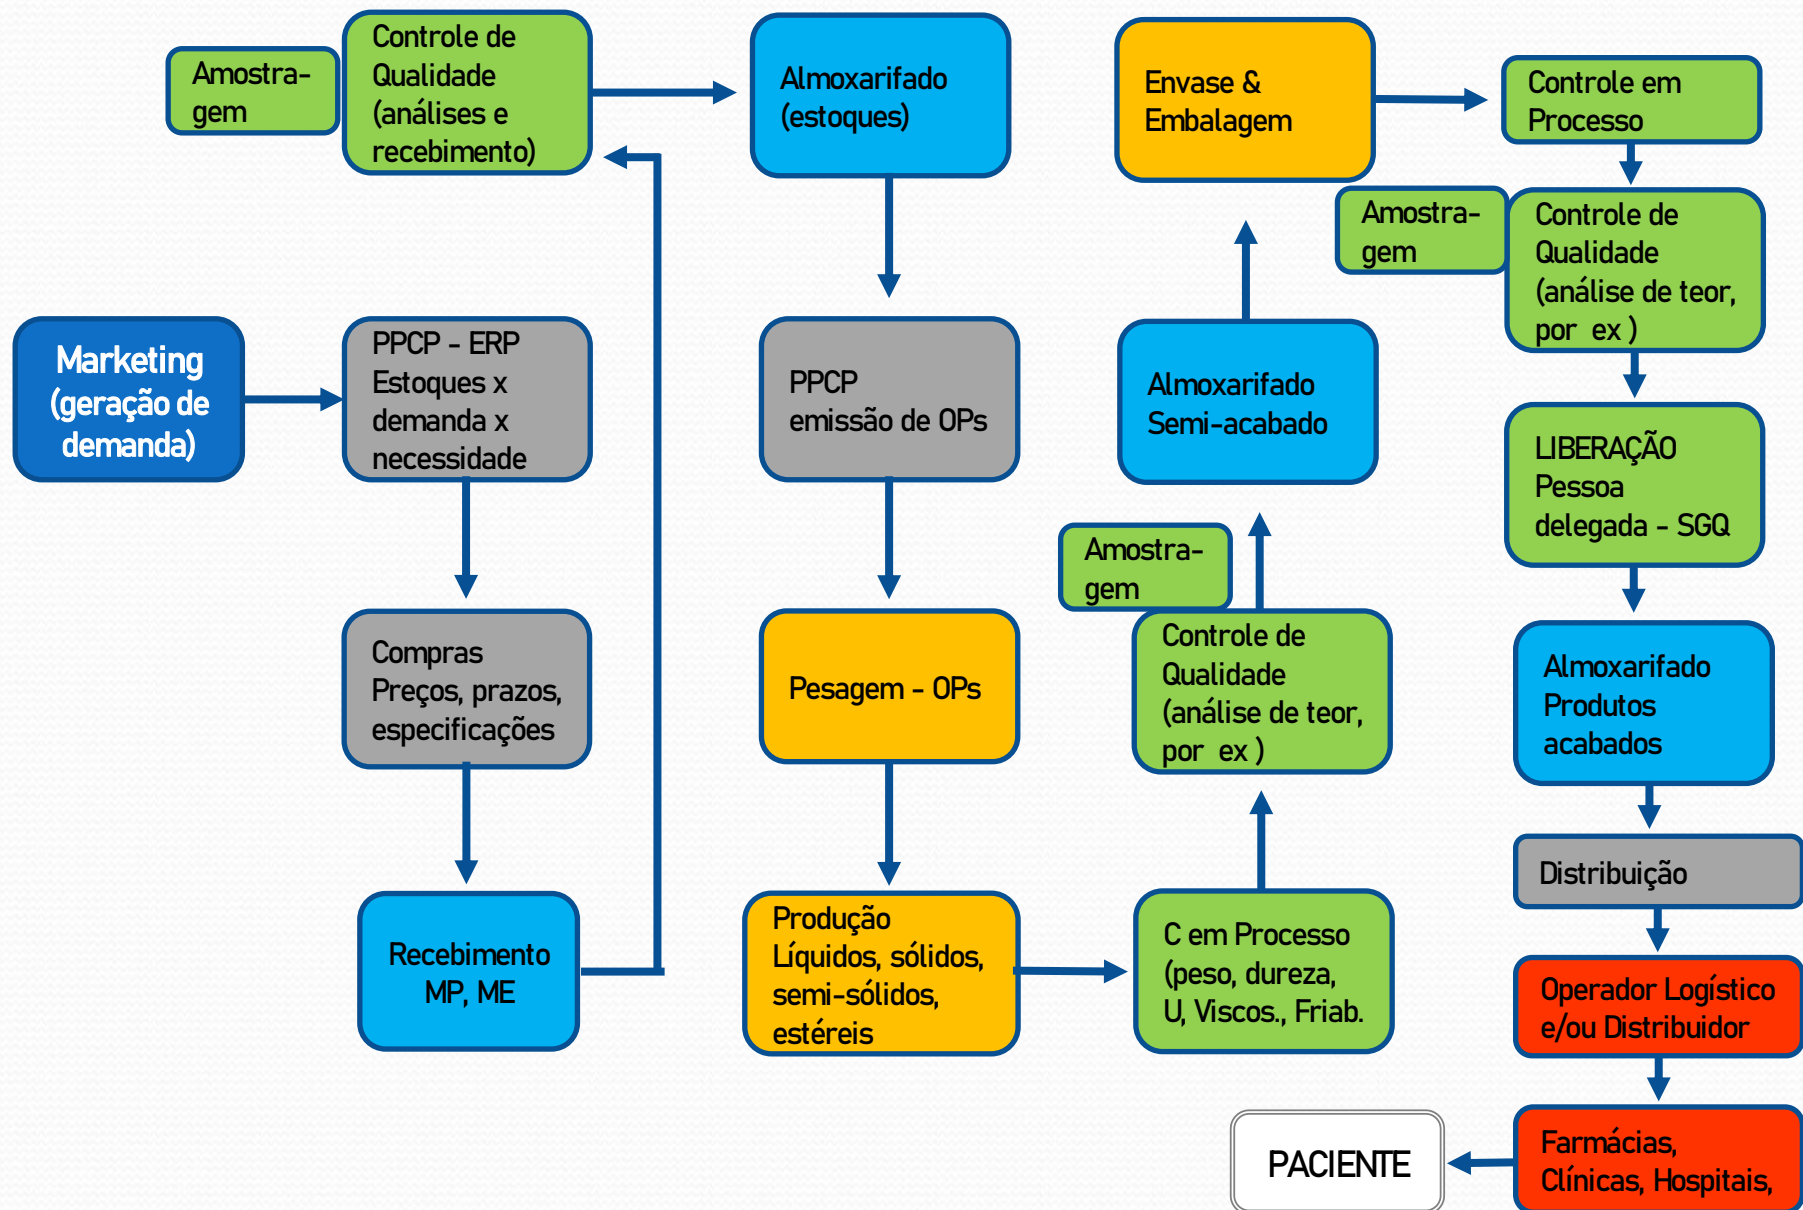 Marketing
(geração de
demanda)
PPCP - ERP
Estoques x
demanda x
necessidade
Compras
Preços, prazos,
especificações
Recebimento
MP, ME
Amostra-
gem
Controle de
Qualidade
(análises e
recebimento)
Almoxarifado
(estoques)
PPCP
emissão de OPs
Pesagem - OPs
Produção
Líquidos, sólidos,
semi-sólidos,
estéreis
C em Processo
(peso, dureza,
U, Viscos., Friab.
Amostra-
gem
Controle de
Qualidade
(análise de teor,
por ex )
Almoxarifado
Semi-acabado
Envase &
Embalagem
Controle em
Processo
Amostra-
gem
Controle de
Qualidade
(análise de teor,
por ex )
LIBERAÇÃO
Pessoa
delegada - SGQ
Almoxarifado
Produtos
acabados
Distribuição
Operador Logístico
e/ou Distribuidor
Farmácias,
Clínicas, Hospitais,
PACIENTE